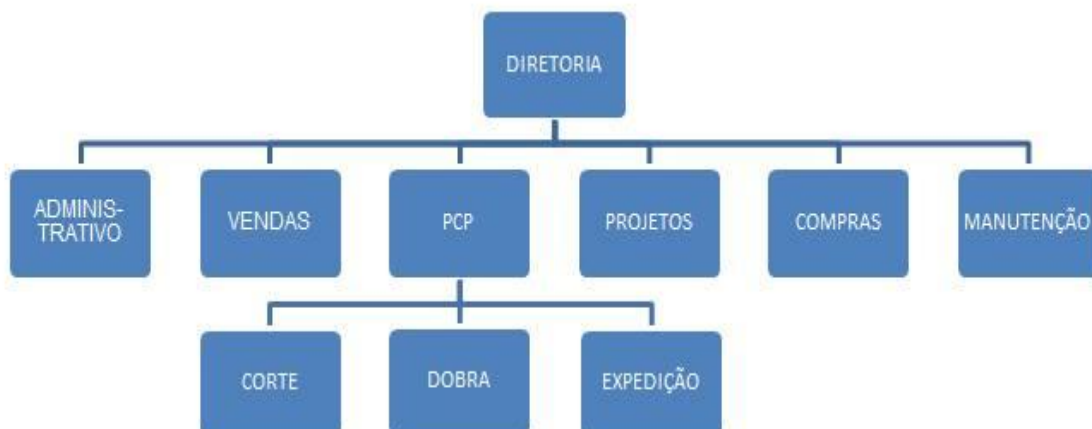 DIRETORIA
ADMINIS-
TRATIVO
VENDAS
PCP
PROJETOS
COMPRAS
MANUTENÇÃO
CORTE
DOBRA
EXPEDIÇÃO